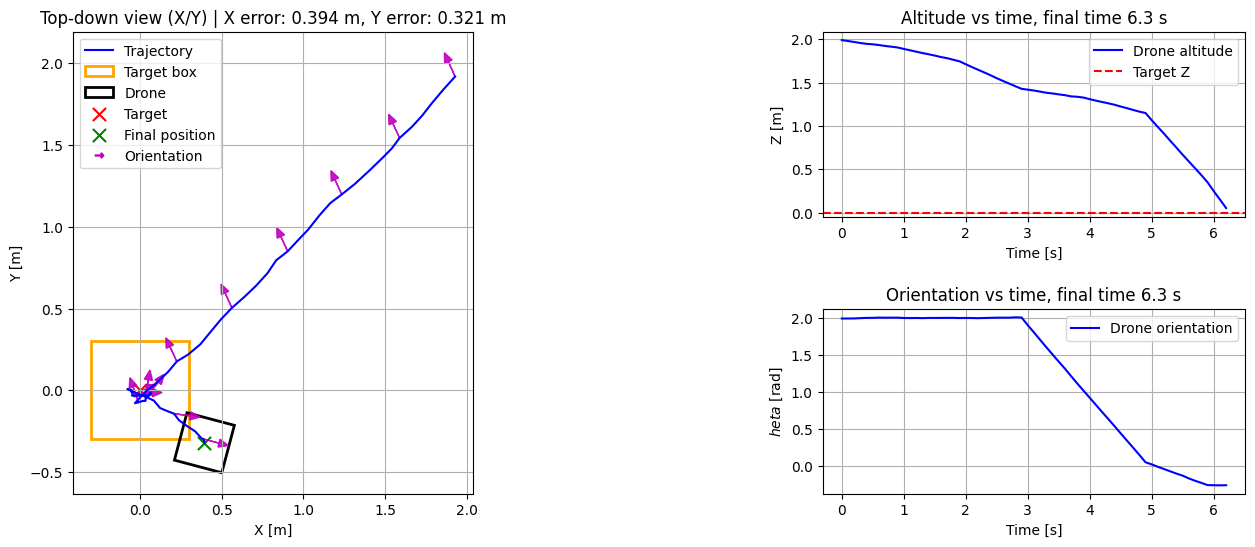 Top-down view (X/Y) | X error: 0.394 m, Y error: 0.321 m
Trajectory
Target box
Drone
Target
Final position
Orientation
2.0
1.5
1.0
0.5
0.0
−0.5
Y [m]
0.0
0.5
1.0
1.5
2.0
X [m]
Altitude vs time, final time 6.3 s
Drone altitude
Target Z
2.0
1.5
1.0
0.5
0.0
Z [m]
0
1
2
3
4
5
6
Time [s]
Orientation vs time, final time 6.3 s
Drone orientation
2.0
1.5
1.0
0.5
0.0
heta [rad]
0
1
2
3
4
5
6
Time [s]